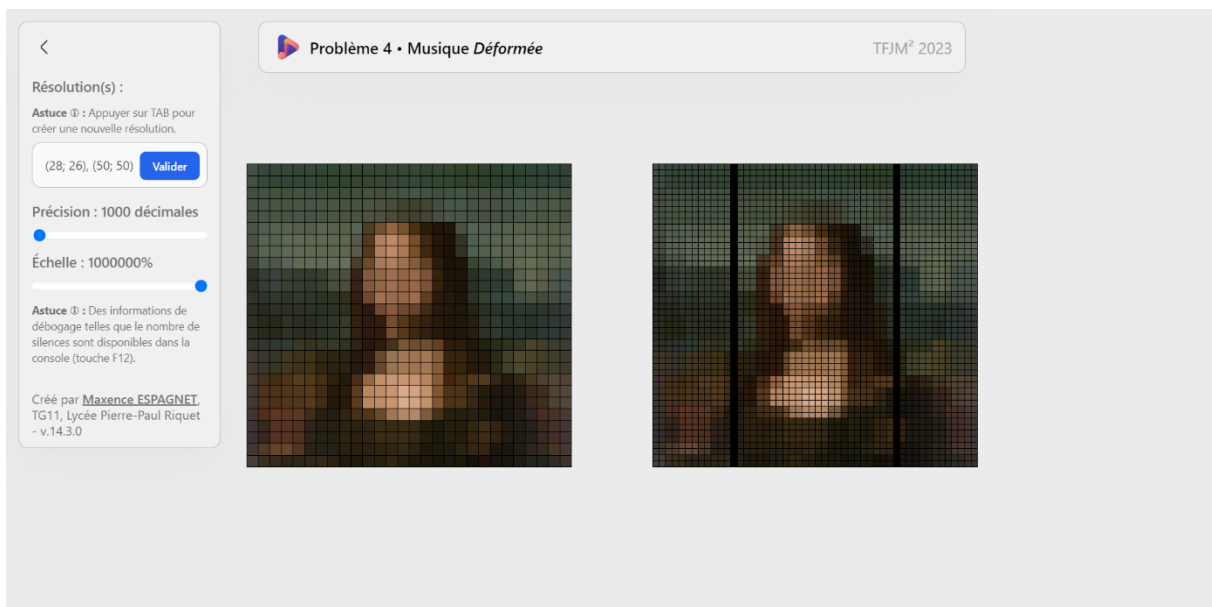 Problème 4 • Musique Déformée
TFJM² 2023
Résolution(s) :
Astuce ① : Appuyer sur TAB pour
créer une nouvelle résolution.
(28; 26), (50; 50)
Valider
Précision : 1000 décimales
Échelle : 1000000%
Astuce ① : Des informations de
débogage telles que le nombre de
silences sont disponibles dans la
console (touche F12).
Créé par Maxence ESPAGNET,
TG11, Lycée Pierre-Paul Riquet
- v.14.3.0